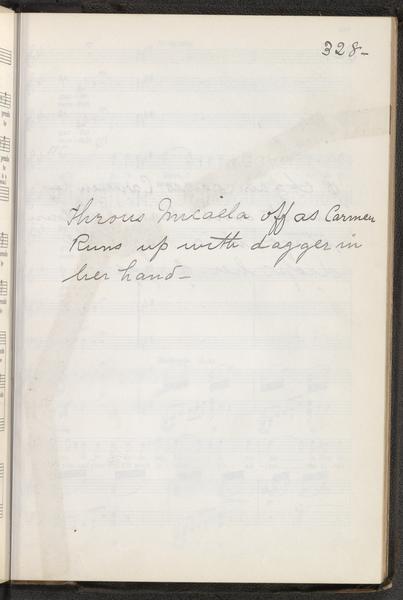 328-
Throws Micaela off as Carmen
Runs up with dagger in
her hand-